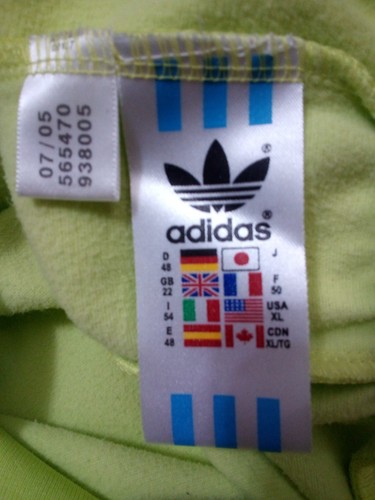 07/05
565470
938005
®
adidas®
D
48
J
GB
22
F
50
I
54
USA
XL
E
48
CDN
XL/TG